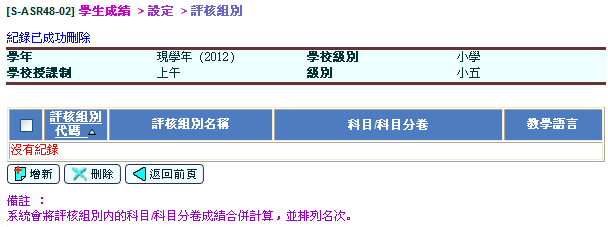 [S-ASR48-02] 學生成績 > 設定 > 評核組別
紀錄已成功刪除
學年 現學年 (2012) 學校級別 小學
學校授課制 上午 級別 小五
評核組別代碼 評核組別名稱 科目/科目分卷 教學語言
沒有紀錄
增新 刪除 返回前頁
備註 :
系統會將評核組別內的科目/科目分卷成績合併計算，並排列名次。